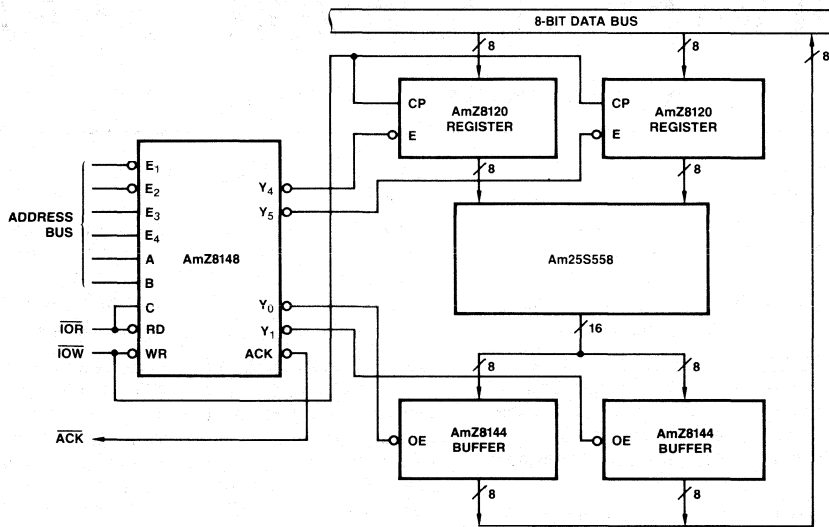 8-BIT DATA BUS
8
8
8
CP
AmZ8120
REGISTER
E
CP
AmZ8120
REGISTER
E
8
8
ADDRESS
BUS
E1
E2
E3
E4
A
B
C
RD
WR
AmZ8148
Y4
Y5
Y0
Y1
ACK
IOR
IOW
ACK
Am25S558
16
8
8
OE
AmZ8144
BUFFER
OE
AmZ8144
BUFFER
8
8